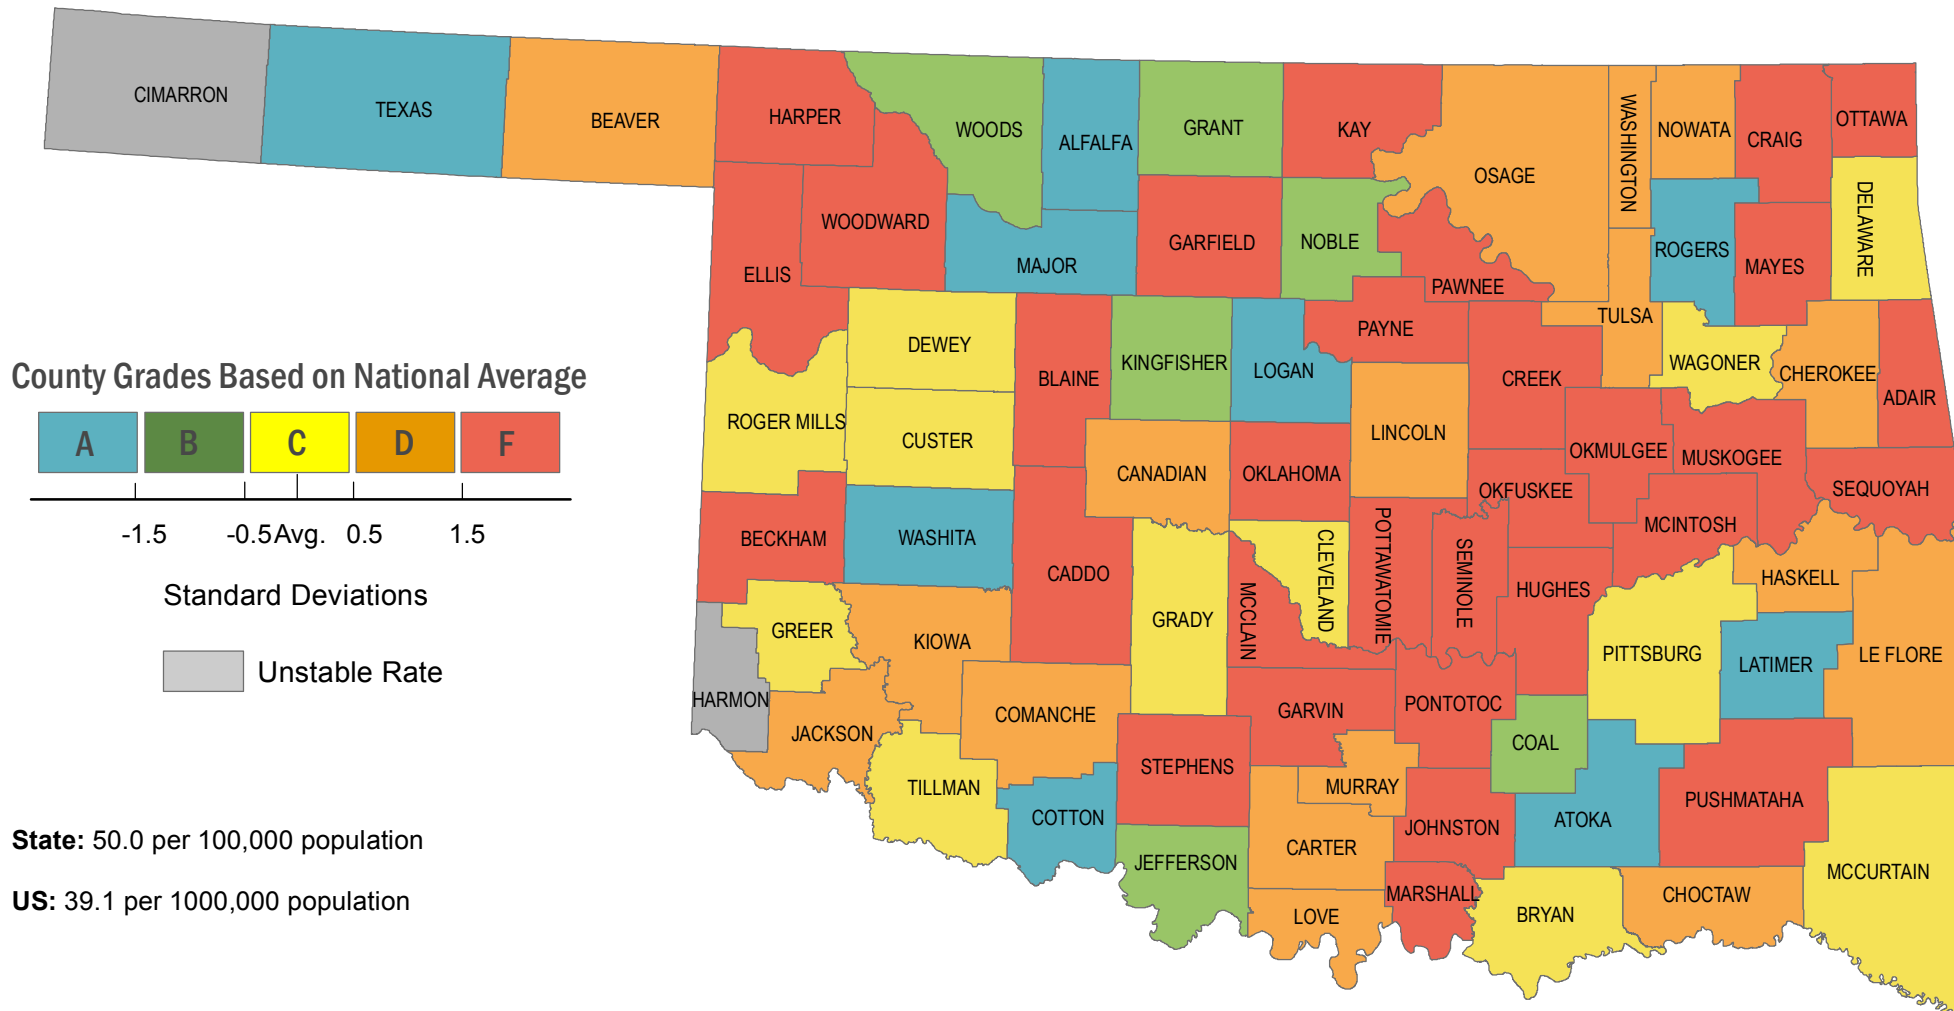 CIMARRON
TEXAS
BEAVER
HARPER
WOODS
ALFALFA
GRANT
KAY
OSAGE
WASHINGTON
NOWATA
CRAIG
OTTAWA
ELLIS
WOODWARD
MAJOR
GARFIELD
NOBLE
PAWNEE
ROGERS
MAYES
DELAWARE
DEWEY
BLAINE
KINGFISHER
LOGAN
PAYNE
CREEK
TULSA
WAGONER
CHEROKEE
ADAIR
County Grades Based on National Average
A B C D F
-1.5 -0.5 Avg. 0.5 1.5
Standard Deviations
Unstable Rate
ROGER MILLS
CUSTER
CANADIAN
OKLAHOMA
LINCOLN
OKMULGEE
MUSKOGEE
OKFUSKEE
SEQUOYAH
MCINTOSH
BECKHAM
WASHITA
CADDO
GRADY
MCCLAIN
CLEVELAND
POTTAWATOMIE
SEMINOLE
HUGHES
HASKELL
GREER
KIOWA
PITTSBURG
LATIMER
LE FLORE
HARMON
JACKSON
COMANCHE
GARVIN
PONTOTOC
COAL
TILLMAN
COTTON
STEPHENS
MURRAY
JOHNSTON
ATOKA
PUSHMATAHA
JEFFERSON
CARTER
LOVE
MARSHALL
BRYAN
CHOCTAW
MCCURTAIN
State: 50.0 per 100,000 population
US: 39.1 per 1000,000 population